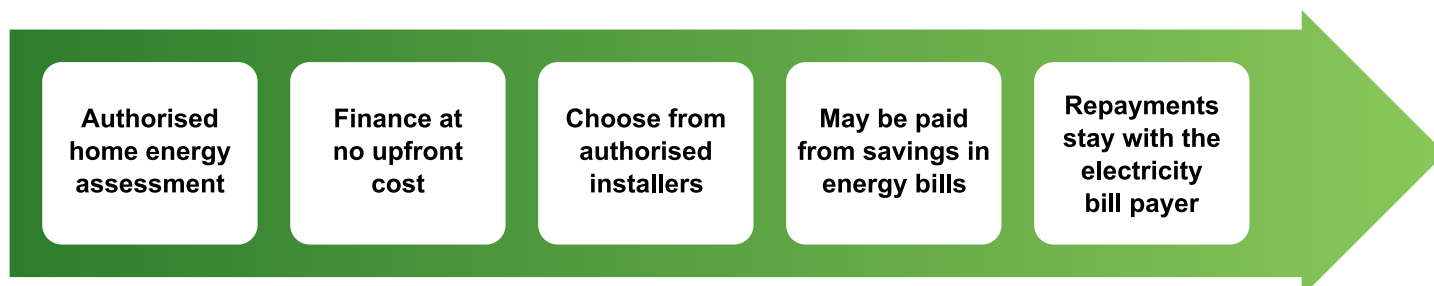 Authorised
home energy
assessment
Finance at
no upfront
cost
Choose from
authorised
installers
May be paid
from savings in
energy bills
Repayments
stay with the
electricity
bill payer